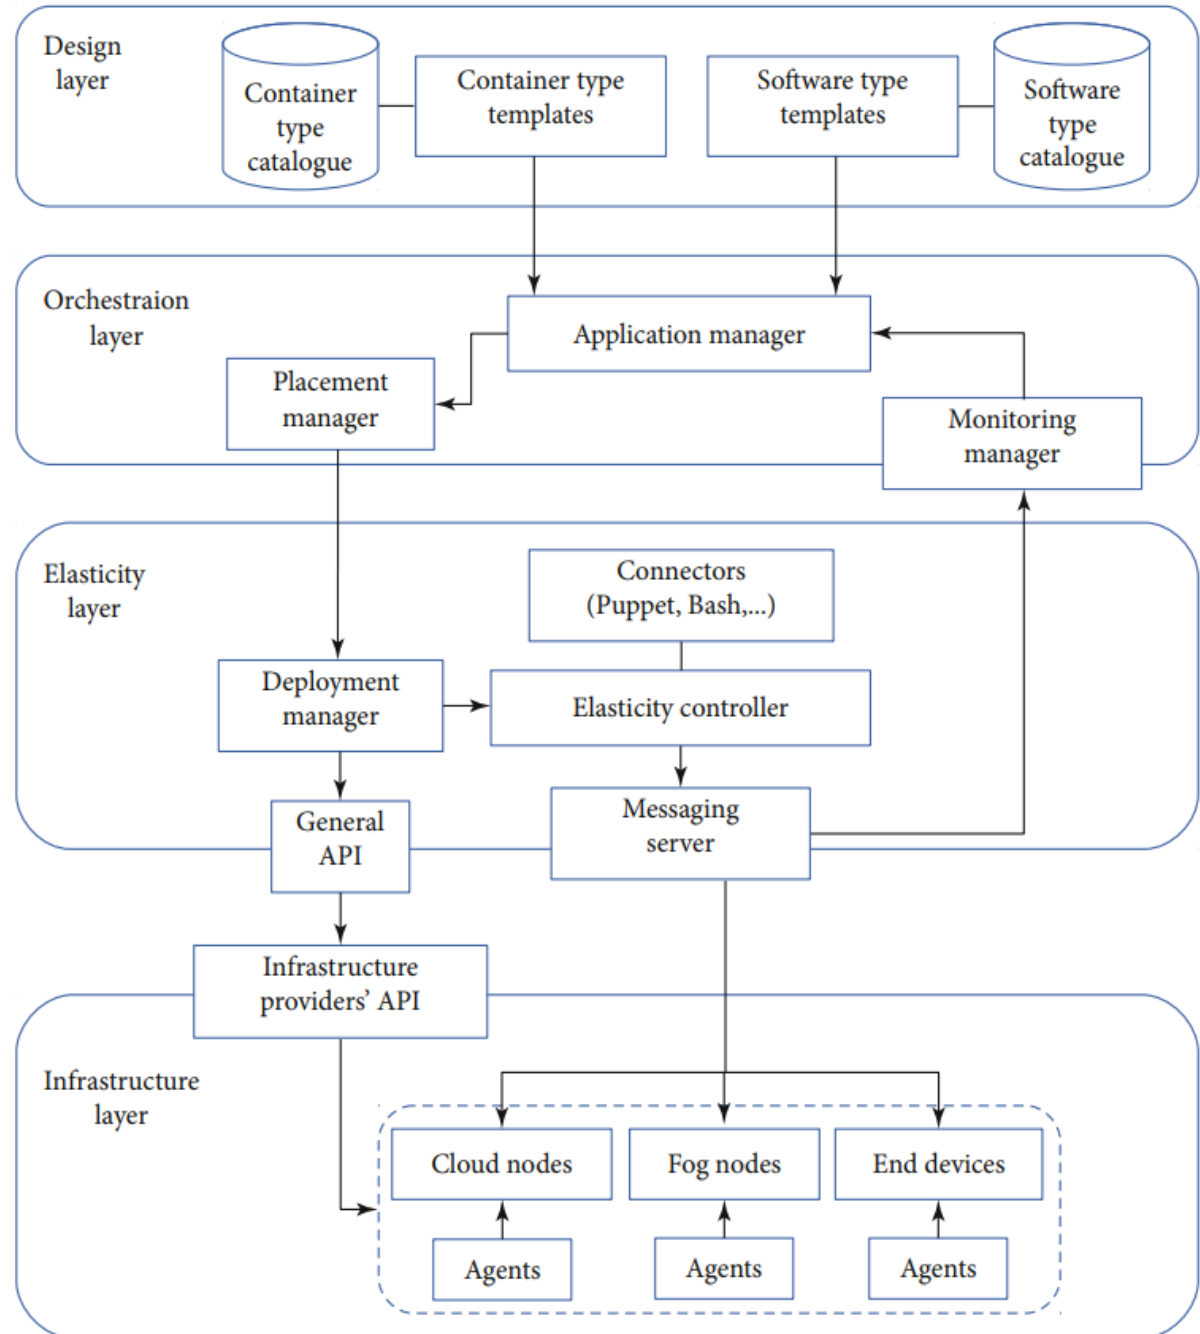 Design
layer
Container
type
catalogue
Container type
templates
Software type
templates
Software
type
catalogue
Orchestraion
layer
Application manager
Placement
manager
Monitoring
manager
Elasticity
layer
Connectors
(Puppet, Bash,...)
Deployment
manager
Elasticity controller
General
API
Messaging
server
Infrastructure
providers’ API
Infrastructure
layer
Cloud nodes
Fog nodes
End devices
Agents
Agents
Agents